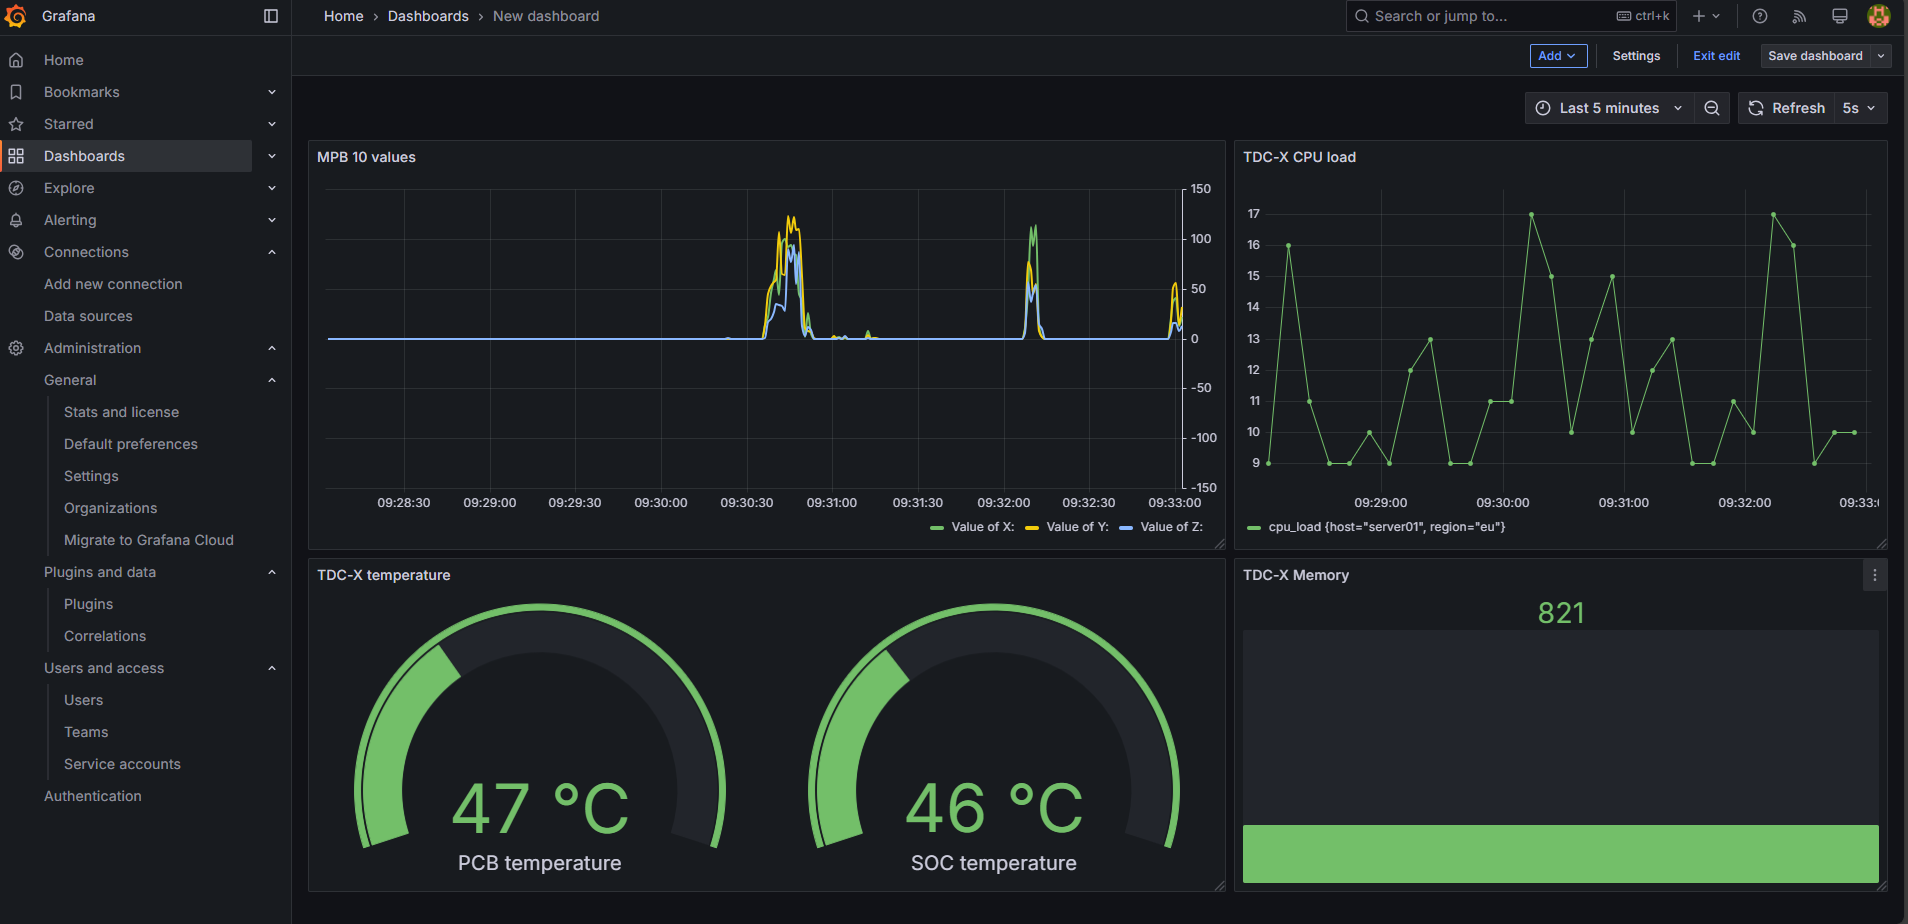 Grafana
Home › Dashboards › New dashboard
Search or jump to...
ctrl+k
Add
Settings
Exit edit
Save dashboard
Last 5 minutes
Refresh
5s
Home
Bookmarks
Starred
Dashboards
Explore
Alerting
Connections
Add new connection
Data sources
Administration
General
Stats and license
Default preferences
Settings
Organizations
Migrate to Grafana Cloud
Plugins and data
Plugins
Correlations
Users and access
Users
Teams
Service accounts
Authentication
MPB 10 values
150
100
50
0
-50
-100
-150
09:28:30 09:29:00 09:29:30 09:30:00 09:30:30 09:31:00 09:31:30 09:32:00 09:32:30 09:33:00
Value of X: Value of Y: Value of Z:
TDC-X CPU load
17
16
15
14
13
12
11
10
9
09:29:00 09:30:00 09:31:00 09:32:00 09:33:
cpu_load {host="server01", region="eu"}
TDC-X temperature
47 °C
PCB temperature
46 °C
SOC temperature
TDC-X Memory
821